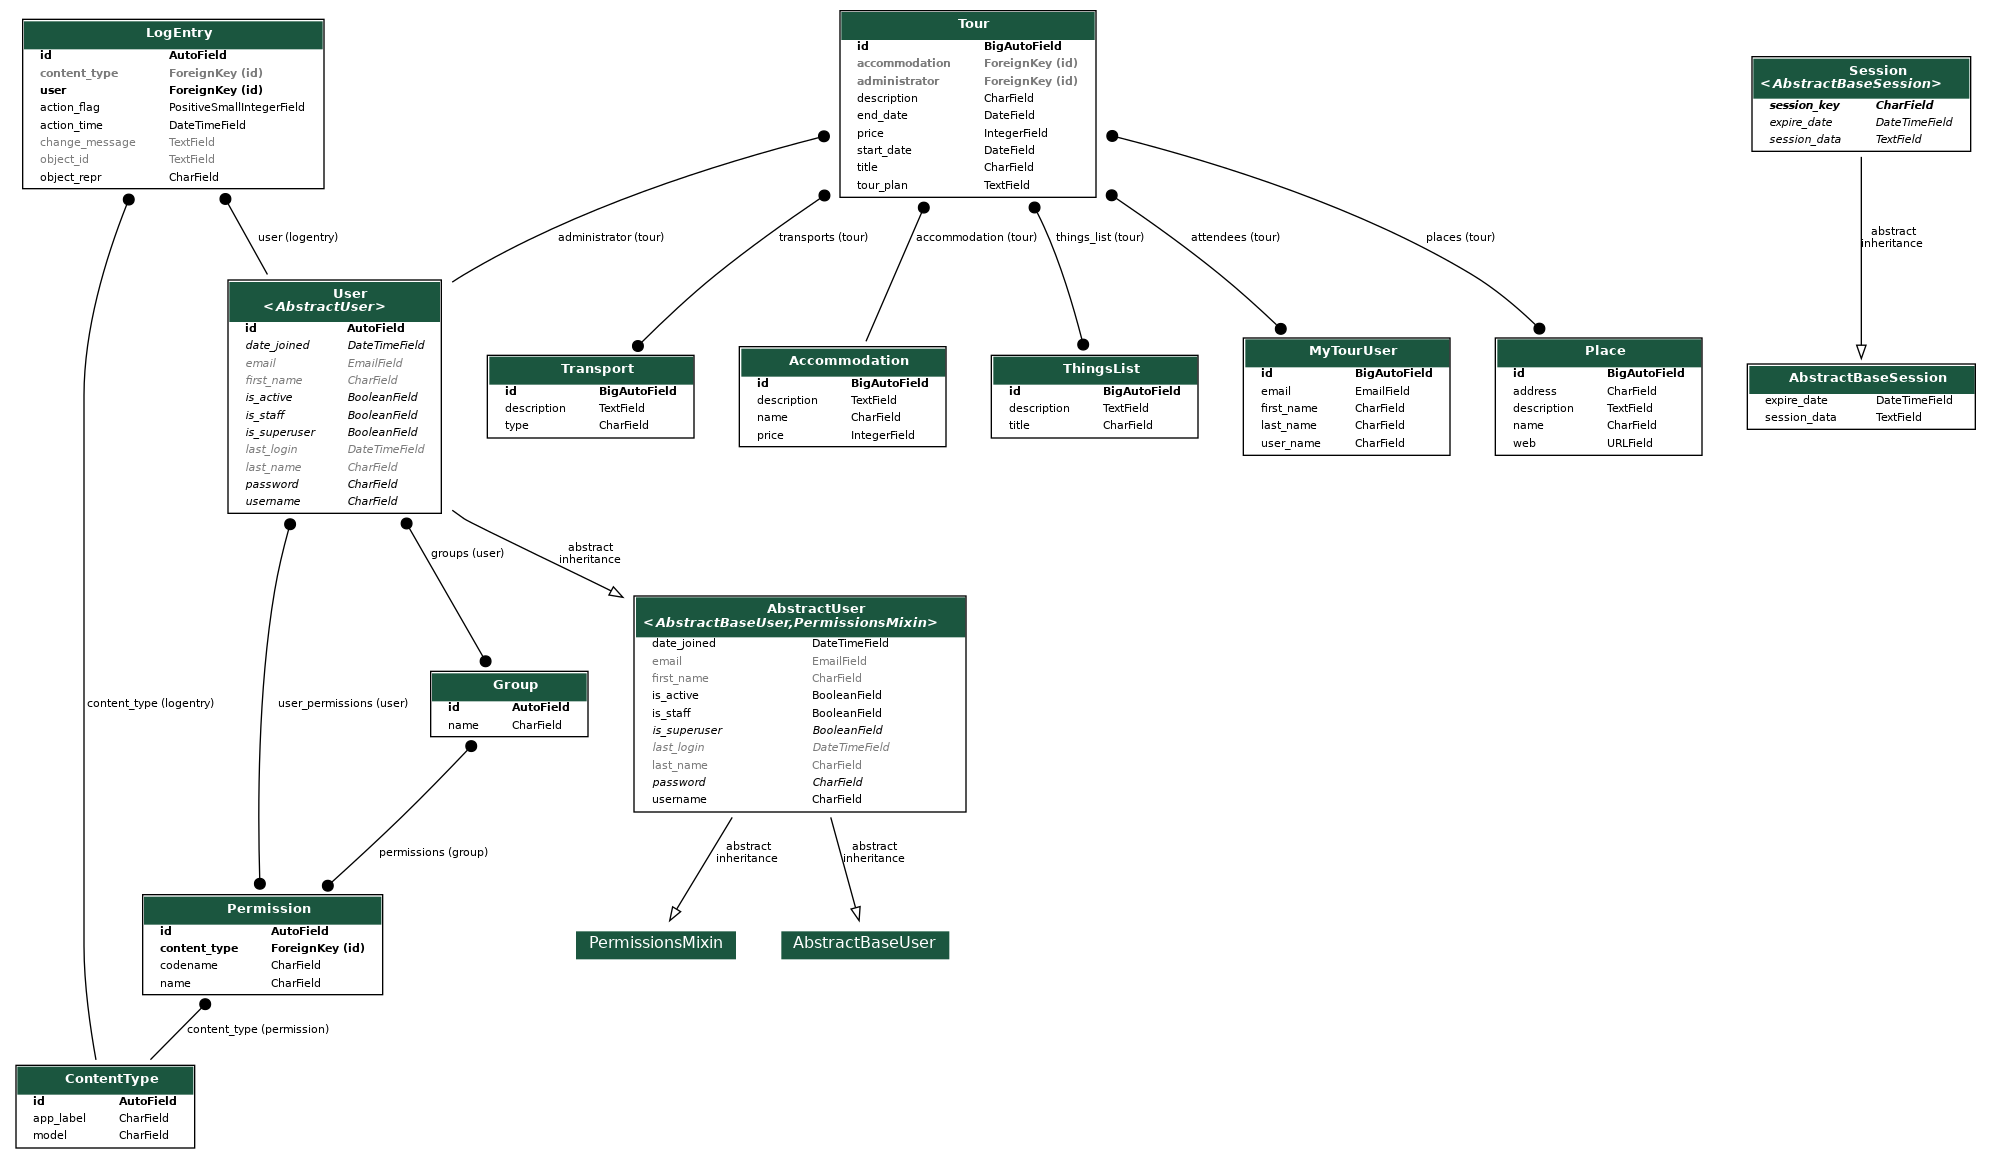 LogEntry
id AutoField
content_type ForeignKey (id)
user ForeignKey (id)
action_flag PositiveSmallIntegerField
action_time DateTimeField
change_message TextField
object_id TextField
object_repr CharField
Tour
id BigAutoField
accommodation ForeignKey (id)
administrator ForeignKey (id)
description CharField
end_date DateField
price IntegerField
start_date DateField
title CharField
tour_plan TextField
Session
<AbstractBaseSession>
session_key CharField
expire_date DateTimeField
session_data TextField
user (logentry)
administrator (tour)
transports (tour)
accommodation (tour)
things_list (tour)
attendees (tour)
places (tour)
abstract
inheritance
User
<AbstractUser>
id AutoField
date_joined DateTimeField
email EmailField
first_name CharField
is_active BooleanField
is_staff BooleanField
is_superuser BooleanField
last_login DateTimeField
last_name CharField
password CharField
username CharField
Transport
id BigAutoField
description TextField
type CharField
Accommodation
id BigAutoField
description TextField
name CharField
price IntegerField
ThingsList
id BigAutoField
description TextField
title CharField
MyTourUser
id BigAutoField
email EmailField
first_name CharField
last_name CharField
user_name CharField
Place
id BigAutoField
address CharField
description TextField
name CharField
web URLField
AbstractBaseSession
expire_date DateTimeField
session_data TextField
groups (user)
abstract
inheritance
AbstractUser
<AbstractBaseUser,PermissionsMixin>
date_joined DateTimeField
email EmailField
first_name CharField
is_active BooleanField
is_staff BooleanField
is_superuser BooleanField
last_login DateTimeField
last_name CharField
password CharField
username CharField
Group
id AutoField
name CharField
content_type (logentry)
user_permissions (user)
permissions (group)
abstract
inheritance
abstract
inheritance
Permission
id AutoField
content_type ForeignKey (id)
codename CharField
name CharField
PermissionsMixin
AbstractBaseUser
content_type (permission)
ContentType
id AutoField
app_label CharField
model CharField